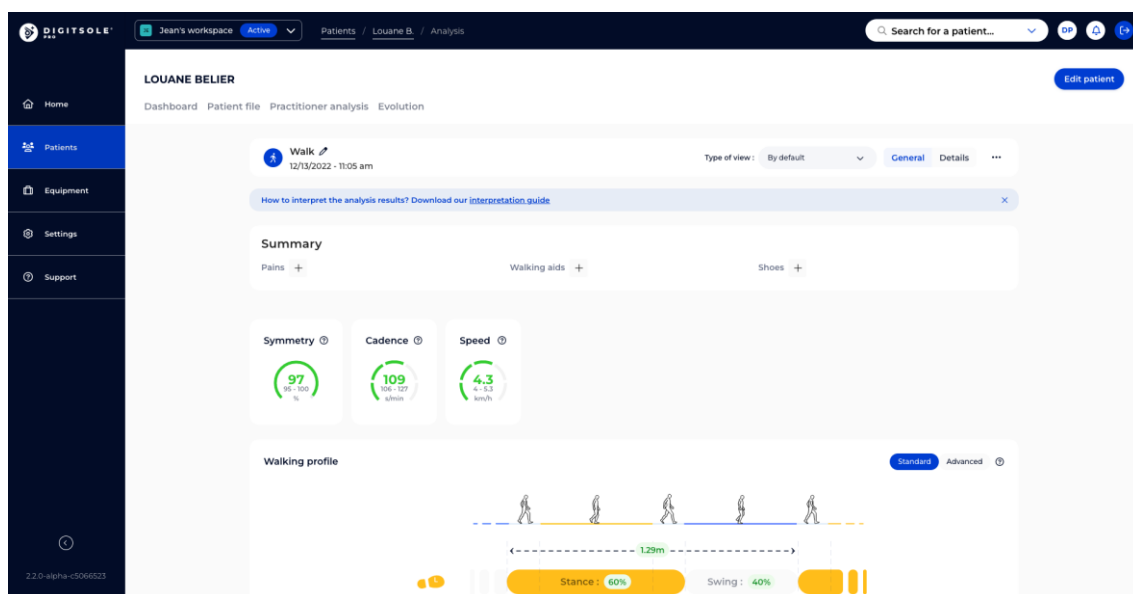 DIGITSOLE
PRO
Jean's workspace Active
Patients / Louane B. / Analysis
Search for a patient...
DP
LOUANE BELIER
Edit patient
Dashboard Patient file Practitioner analysis Evolution
Home
Patients
Equipment
Settings
Support
2.2.0-alpha-c5066523
Walk
12/13/2022 - 11:05 am
Type of view : By default
General Details ...
How to interpret the analysis results? Download our interpretation guide
Summary
Pains + Walking aids + Shoes +
Symmetry Cadence Speed
97 109 4.3
95 - 100 106 - 127 4 - 5.3
% s/min km/h
Walking profile
Standard Advanced
1.29m
Stance : 60% Swing : 40%